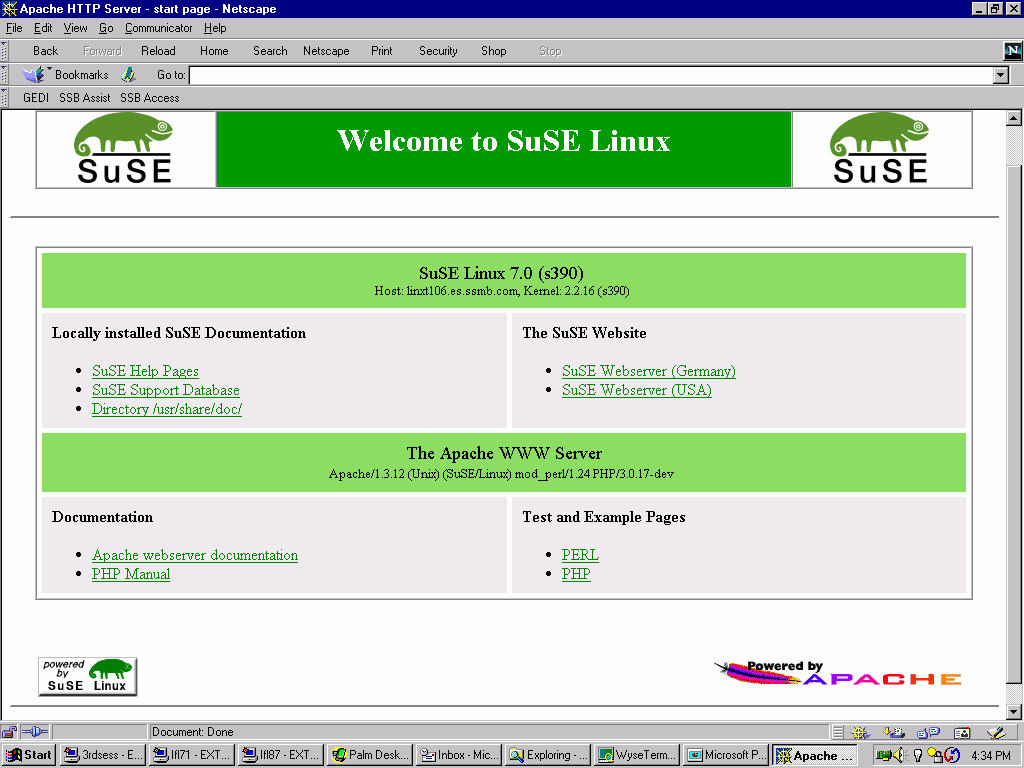 Apache HTTP Server - start page - Netscape
File Edit View Go Communicator Help
Back Forward Reload Home Search Netscape Print Security Shop Stop
N
Bookmarks Go to:
GEDI SSB Assist SSB Access
SuSE Welcome to SuSE Linux SuSE
SuSE Linux 7.0 (s390)
Host: linxt106.es.ssmb.com, Kernel: 2.2.16 (s390)
Locally installed SuSE Documentation
SuSE Help Pages
SuSE Support Database
Directory /usr/share/doc/
The SuSE Website
SuSE Webserver (Germany)
SuSE Webserver (USA)
The Apache WWW Server
Apache/1.3.12 (Unix) (SuSE/Linux) mod_perl/1.24 PHP/3.0.17-dev
Documentation
Apache webserver documentation
PHP Manual
Test and Example Pages
PERL
PHP
powered
by
SuSE Linux
Powered by
APACHE
Document: Done
Start 3rdsess - E... lfl71 - EXT... lfl87 - EXT... Palm Desk... Inbox - Mic... Exploring - ... WyseTerm... Microsoft P... Apache ... 4:34 PM